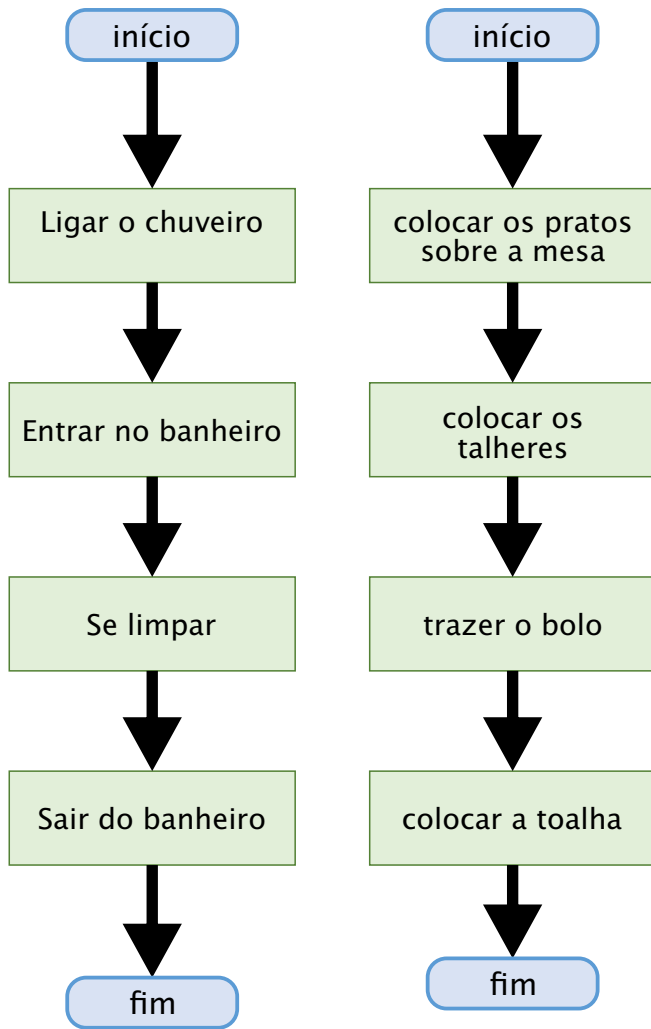 início
Ligar o chuveiro
Entrar no banheiro
Se limpar
Sair do banheiro
fim
início
colocar os pratos
sobre a mesa
colocar os
talheres
trazer o bolo
colocar a toalha
fim